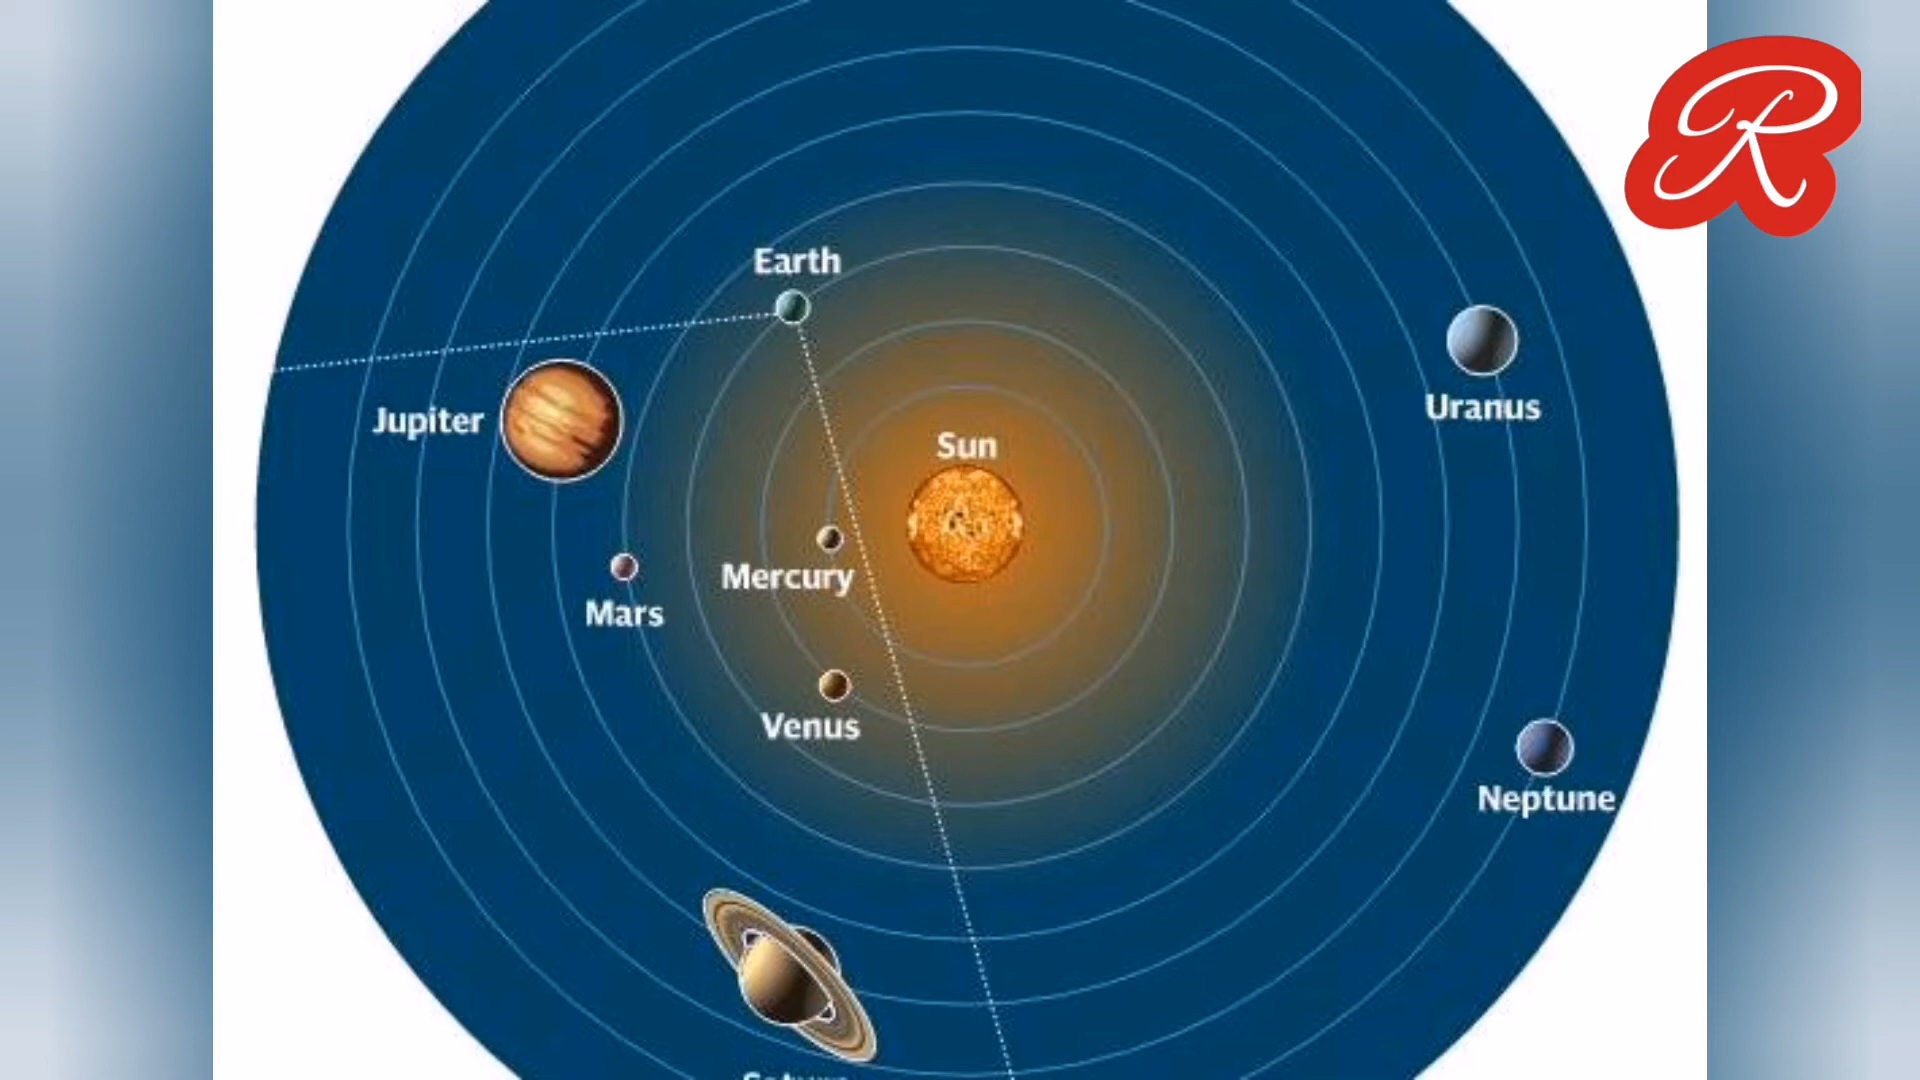 R
Earth
Uranus
Jupiter
Sun
Mercury
Mars
Venus
Neptune